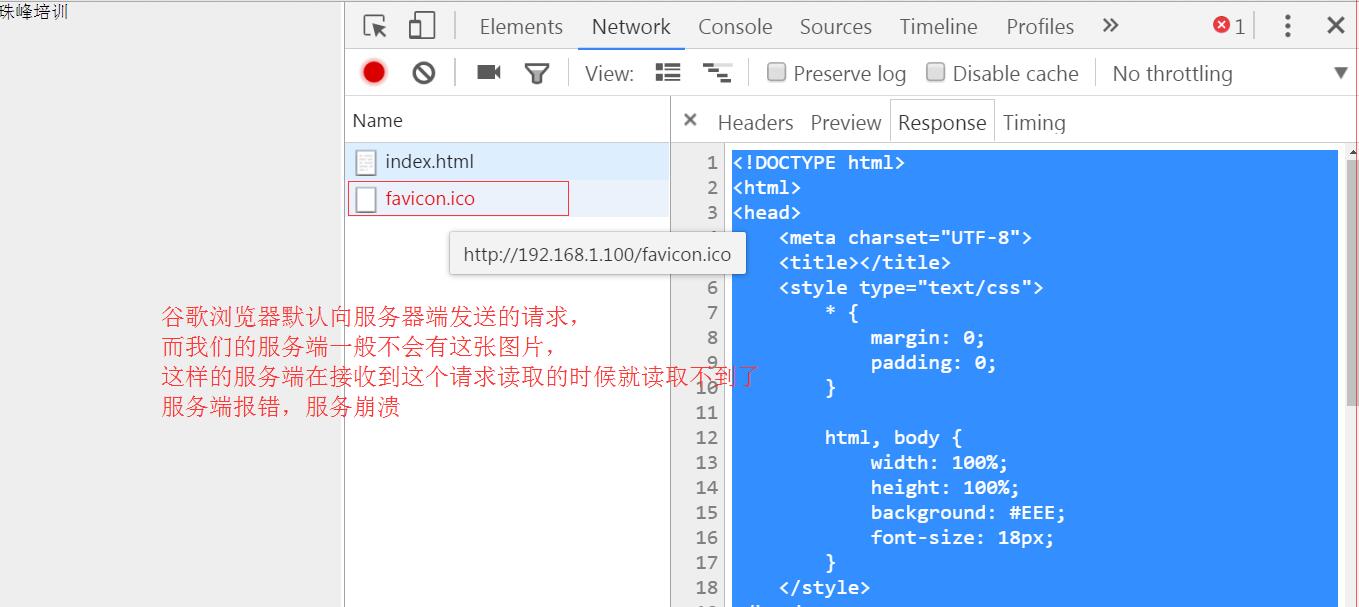 珠峰培训
Elements Network Console Sources Timeline Profiles » 1
View: Preserve log Disable cache No throttling
Name
× Headers Preview Response Timing
index.html
favicon.ico
http://192.168.1.100/favicon.ico
谷歌浏览器默认向服务器端发送的请求,
而我们的服务端一般不会有这张图片,
这样的服务端在接收到这个请求读取的时候就读取不到了
服务端报错，服务崩溃
1 <!DOCTYPE html>
2 <html>
3 <head>
<meta charset="UTF-8">
<title></title>
6 <style type="text/css">
7 * {
8 margin: 0;
9 padding: 0;
10 }
11
12 html, body {
13 width: 100%;
14 height: 100%;
15 background: #EEE;
16 font-size: 18px;
17 }
18 </style>